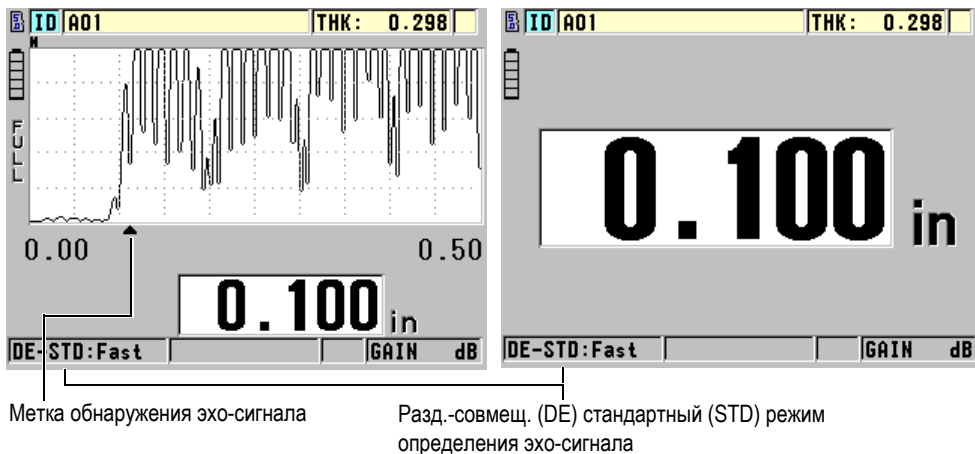 ID A01 THK: 0.298
M
FULL
0.00 0.50
0.100 in
DE-STD:Fast GAIN dB
ID A01 THK: 0.298
0.100 in
DE-STD:Fast GAIN dB
Метка обнаружения эхо-сигнала
Разд.-совмещ. (DE) стандартный (STD) режим
определения эхо-сигнала